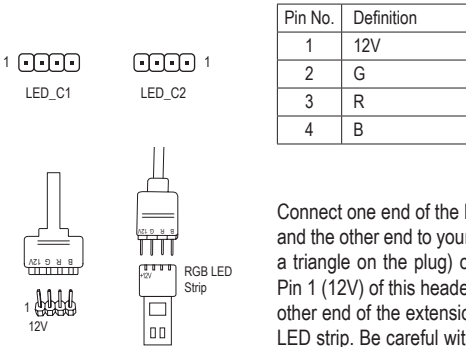 1
LED_C1
LED_C2
1
Pin No. Definition
1 12V
2 G
3 R
4 B
12V G R B
12V G R B
+12V
RGB LED
Strip
1
12V
Connect one end of the
and the other end to your
a triangle on the plug)
Pin 1 (12V) of this heade
other end of the extensio
LED strip. Be careful wit